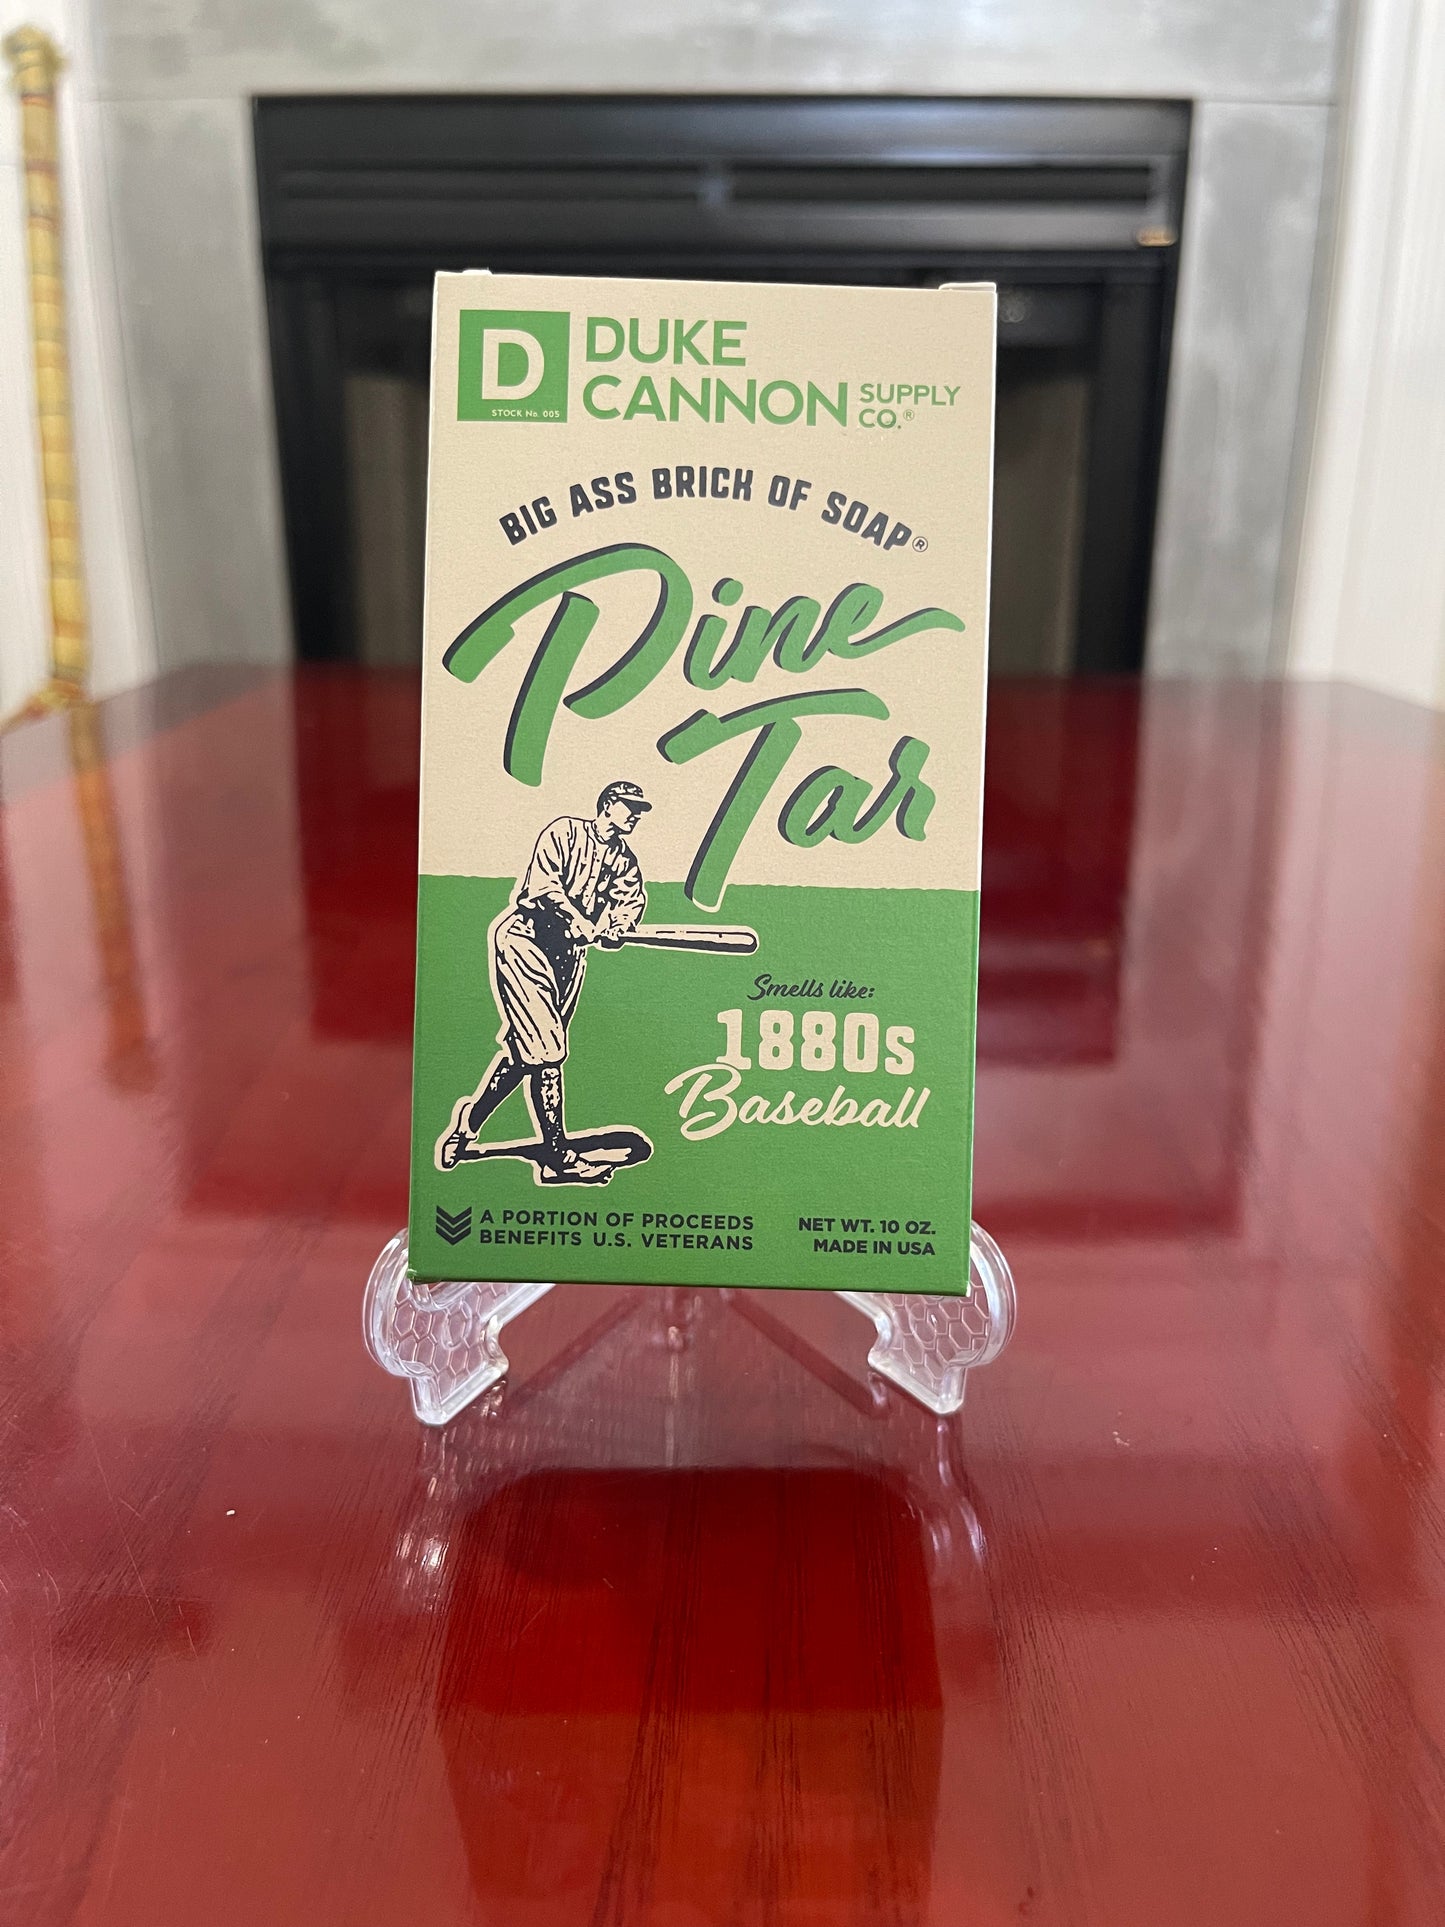 D
STOCK No. 005
DUKE
CANNON SUPPLY CO.®
BIG ASS BRICK OF SOAP®
Pine
Tar
Smells like:
1880s
Baseball
A PORTION OF PROCEEDS
BENEFITS U.S. VETERANS
NET WT. 10 OZ.
MADE IN USA